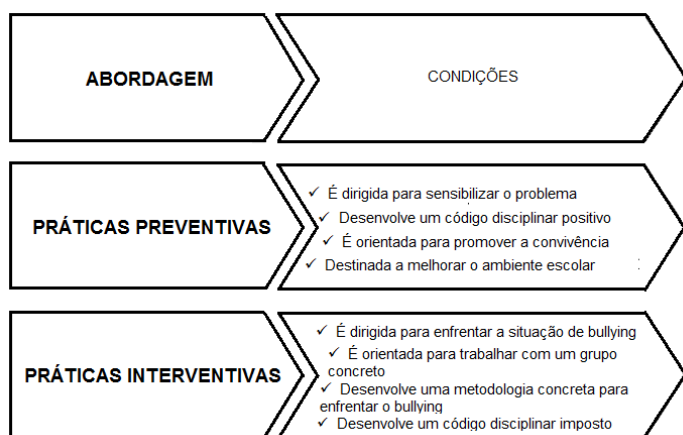 ABORDAGEM
CONDIÇÕES
PRÁTICAS PREVENTIVAS
✓ É dirigida para sensibilizar o problema
✓ Desenvolve um código disciplinar positivo
✓ É orientada para promover a convivência
✓ Destinada a melhorar o ambiente escolar
PRÁTICAS INTERVENTIVAS
✓ É dirigida para enfrentar a situação de bullying
✓ É orientada para trabalhar com um grupo
concreto
✓ Desenvolve uma metodologia concreta para
enfrentar o bullying
✓ Desenvolve um código disciplinar imposto